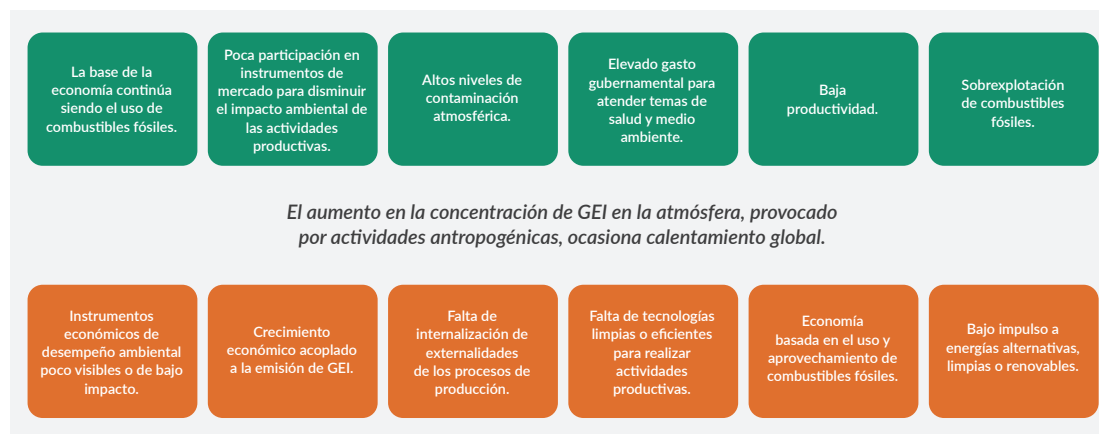 La base de la
economía continúa
siendo el uso de
combustibles fósiles.
Poca participación en
instrumentos de
mercado para disminuir
el impacto ambiental de
las actividades
productivas.
Altos niveles de
contaminación
atmosférica.
Elevado gasto
gubernamental para
atender temas de
salud y medio
ambiente.
Baja
productividad.
Sobrexplotación
de combustibles
fósiles.
El aumento en la concentración de GEI en la atmósfera, provocado
por actividades antropogénicas, ocasiona calentamiento global.
Instrumentos
económicos de
desempeño ambiental
poco visibles o de bajo
impacto.
Crecimiento
económico acoplado
a la emisión de GEI.
Falta de
internalización de
externalidades
de los procesos de
producción.
Falta de tecnologías
limpias o eficientes
para realizar
actividades
productivas.
Economía
basada en el uso y
aprovechamiento de
combustibles fósiles.
Bajo impulso a
energías alternativas,
limpias o renovables.